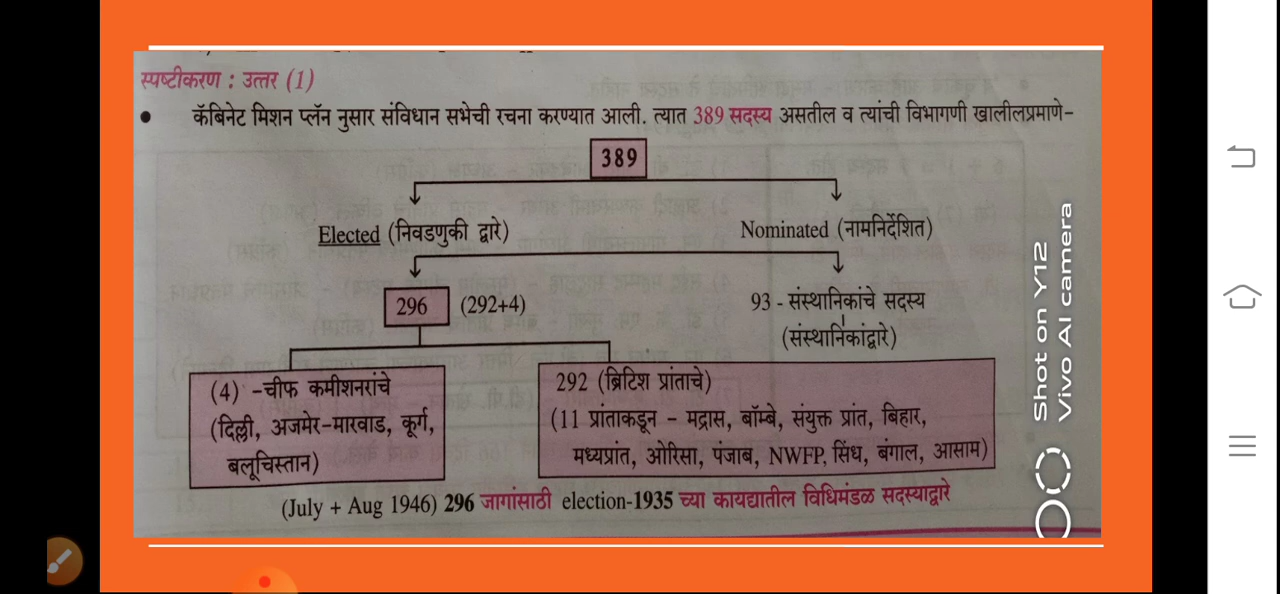 स्पष्टीकरण : उत्तर (1)
• कॅबिनेट मिशन प्लॅन नुसार संविधान सभेची रचना करण्यात आली. त्यात 389 सदस्य असतील व त्यांची विभागणी खालीलप्रमाणे-
389
Elected (निवडणुकी द्वारे)
Nominated (नामनिर्देशित)
296 (292+4)
93 - संस्थानिकांचे सदस्य
(संस्थानिकांद्वारे)
(4) -चीफ कमीशनरांचे
(दिल्ली, अजमेर-मारवाड, कूर्ग,
बलूचिस्तान)
292 (ब्रिटिश प्रांताचे)
(11 प्रांताकडून - मद्रास, बॉम्बे, संयुक्त प्रांत, बिहार,
मध्यप्रांत, ओरिसा, पंजाब, NWFP, सिंध, बंगाल, आसाम)
(July + Aug 1946) 296 जागांसाठी election-1935 च्या कायद्यातील विधिमंडळ सदस्याद्वारे
Shot on Y12
Vivo AI camera